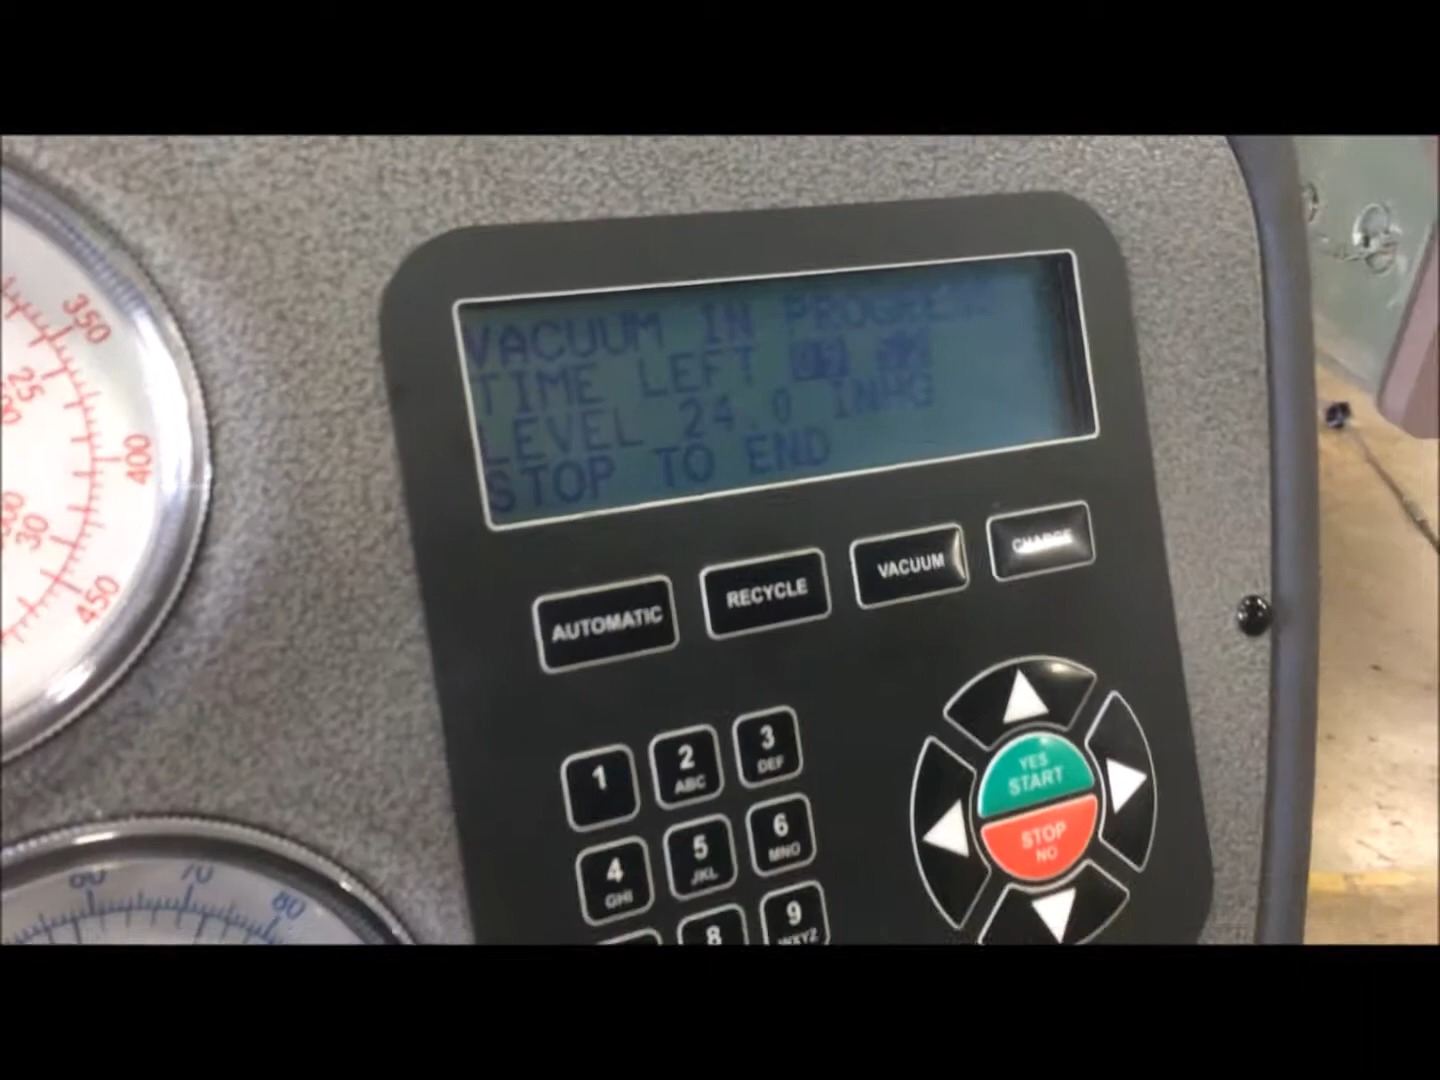 VACUUM IN
TIME LEFT
LEVEL 24.0 INHG
STOP TO END
AUTOMATIC
RECYCLE
VACUUM
CHARGE
1
2
ABC
3
DEF
4
GHI
5
JKL
6
MNO
8
9
WXYZ
YES
START
STOP
NO
350
25
400
30
450
60
70
80